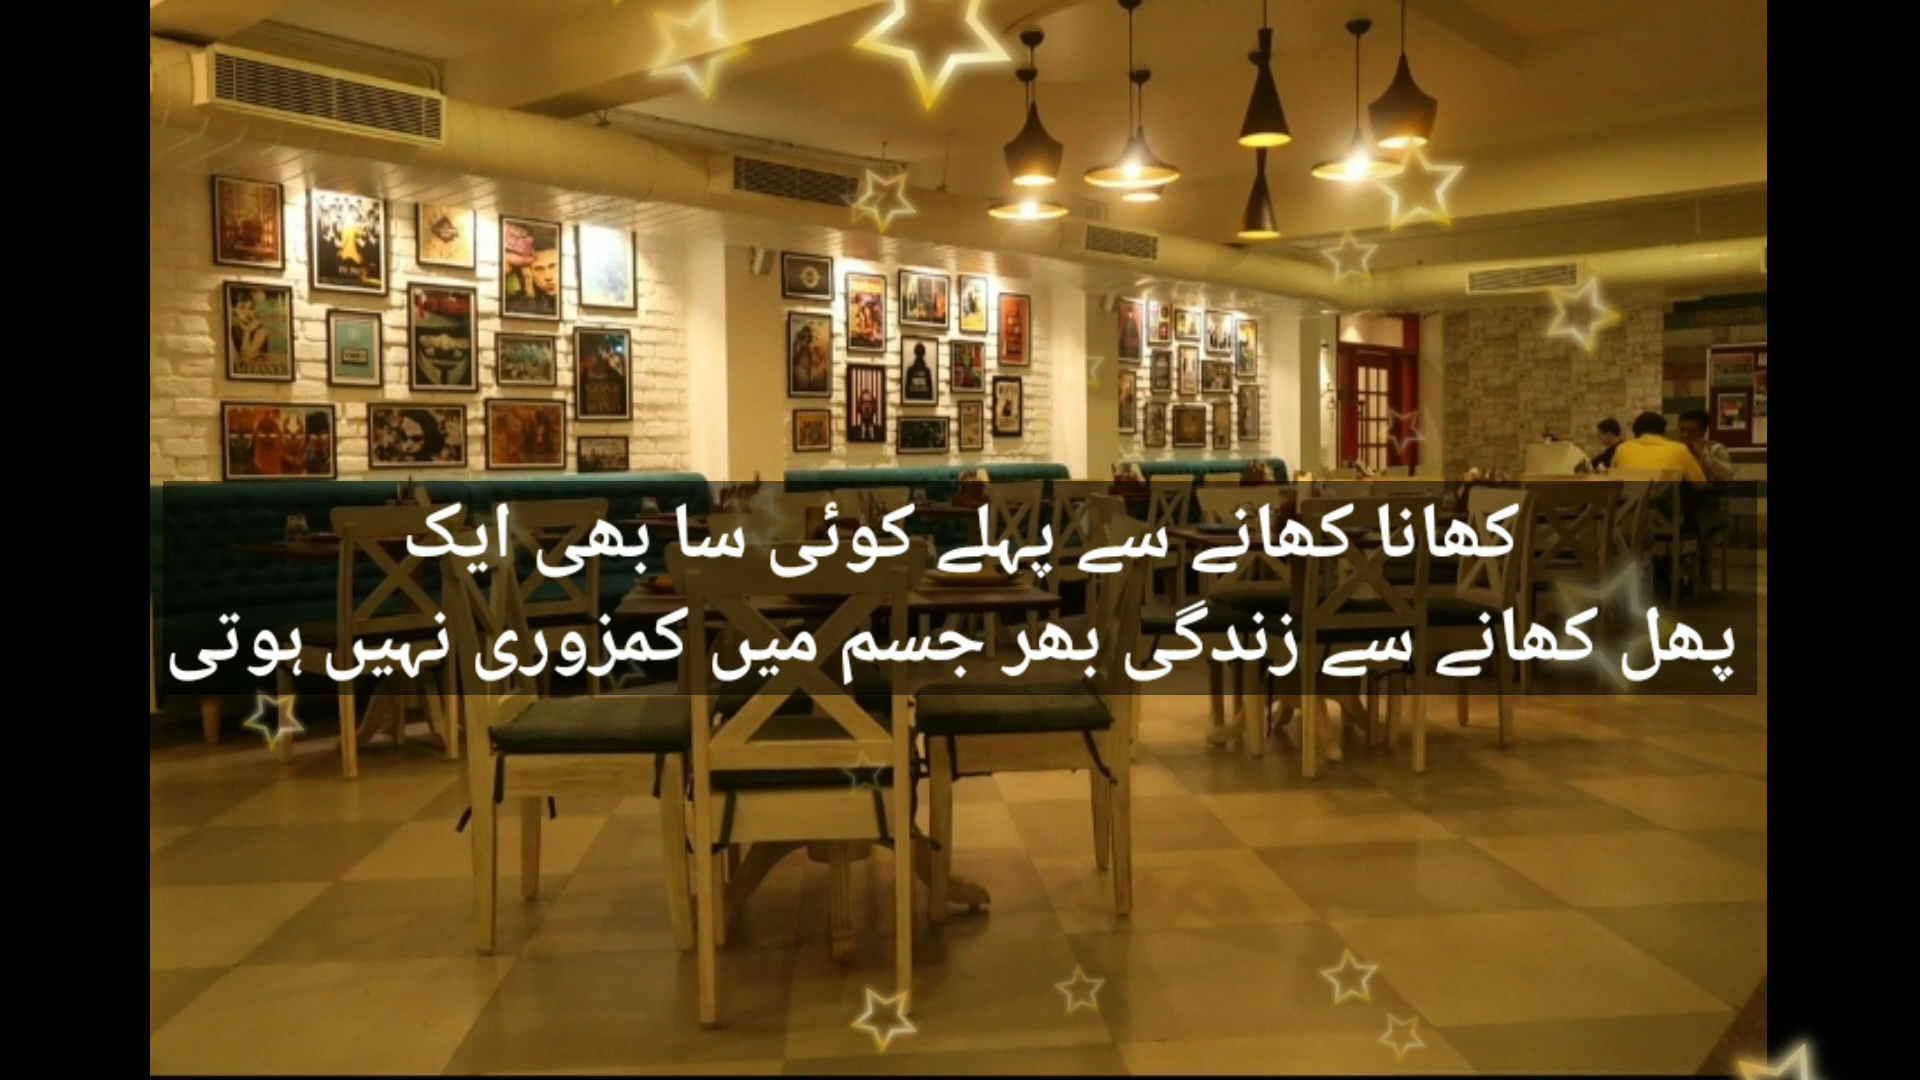 کھانا کھانے سے پہلے کوئی سا بھی ایک
پھل کھانے سے زندگی بھر جسم میں کمزوری نہیں ہوتی